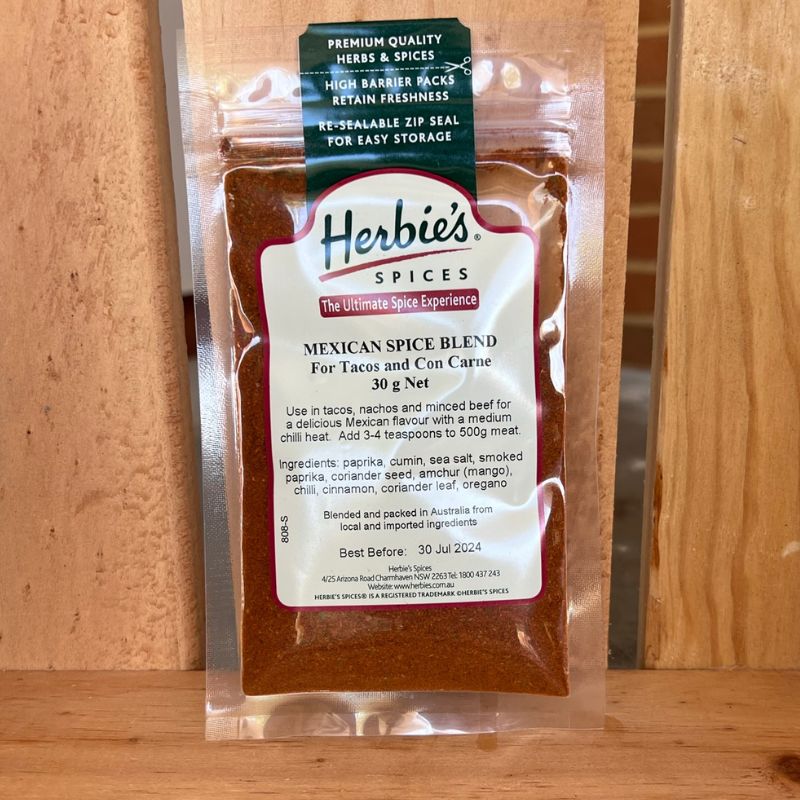 PREMIUM QUALITY
HERBS & SPICES
HIGH BARRIER PACKS
RETAIN FRESHNESS
RE-SEALABLE ZIP SEAL
FOR EASY STORAGE
Herbie's®
SPICES
The Ultimate Spice Experience
MEXICAN SPICE BLEND
For Tacos and Con Carne
30 g Net
Use in tacos, nachos and minced beef for
a delicious Mexican flavour with a medium
chilli heat. Add 3-4 teaspoons to 500g meat.
Ingredients: paprika, cumin, sea salt, smoked
paprika, coriander seed, amchur (mango),
chilli, cinnamon, coriander leaf, oregano
Blended and packed in Australia from
local and imported ingredients
808-S
Best Before: 30 Jul 2024
Herbie's Spices
4/25 Arizona Road Charmhaven NSW 2263 Tel: 1800 437 243
Website: www.herbies.com.au
HERBIE'S SPICES® IS A REGISTERED TRADEMARK ©HERBIE'S SPICES